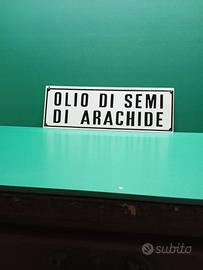 OLIO DI SEMI
DI ARACHIDE
subito